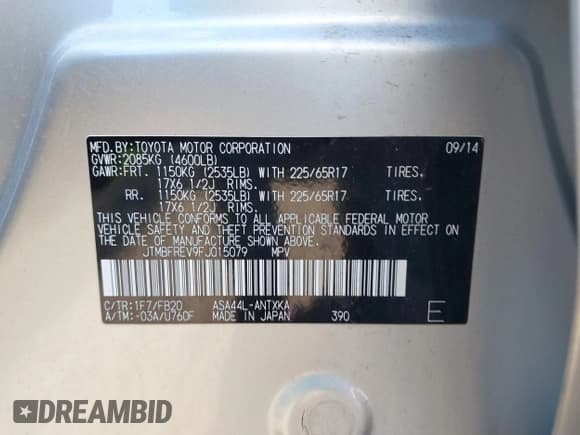 MFD.BY:TOYOTA MOTOR CORPORATION 09/14
GVWR:2085KG (4600LB)
GAWR:FRT. 1150KG (2535LB) WITH 225/65R17 TIRES,
17X6 1/2J RIMS.
RR. 1150KG (2535LB) WITH 225/65R17 TIRES,
17X6 1/2J RIMS.
THIS VEHICLE CONFORMS TO ALL APPLICABLE FEDERAL MOTOR
VEHICLE SAFETY AND THEFT PREVENTION STANDARDS IN EFFECT ON
THE DATE OF MANUFACTURE SHOWN ABOVE.
JTMBFREV9FJ015079 MPV
C/TR:1F7/FB20 ASA44L-ANTXKA
A/TM:-03A/U760F MADE IN JAPAN 390 E
DREAMBID